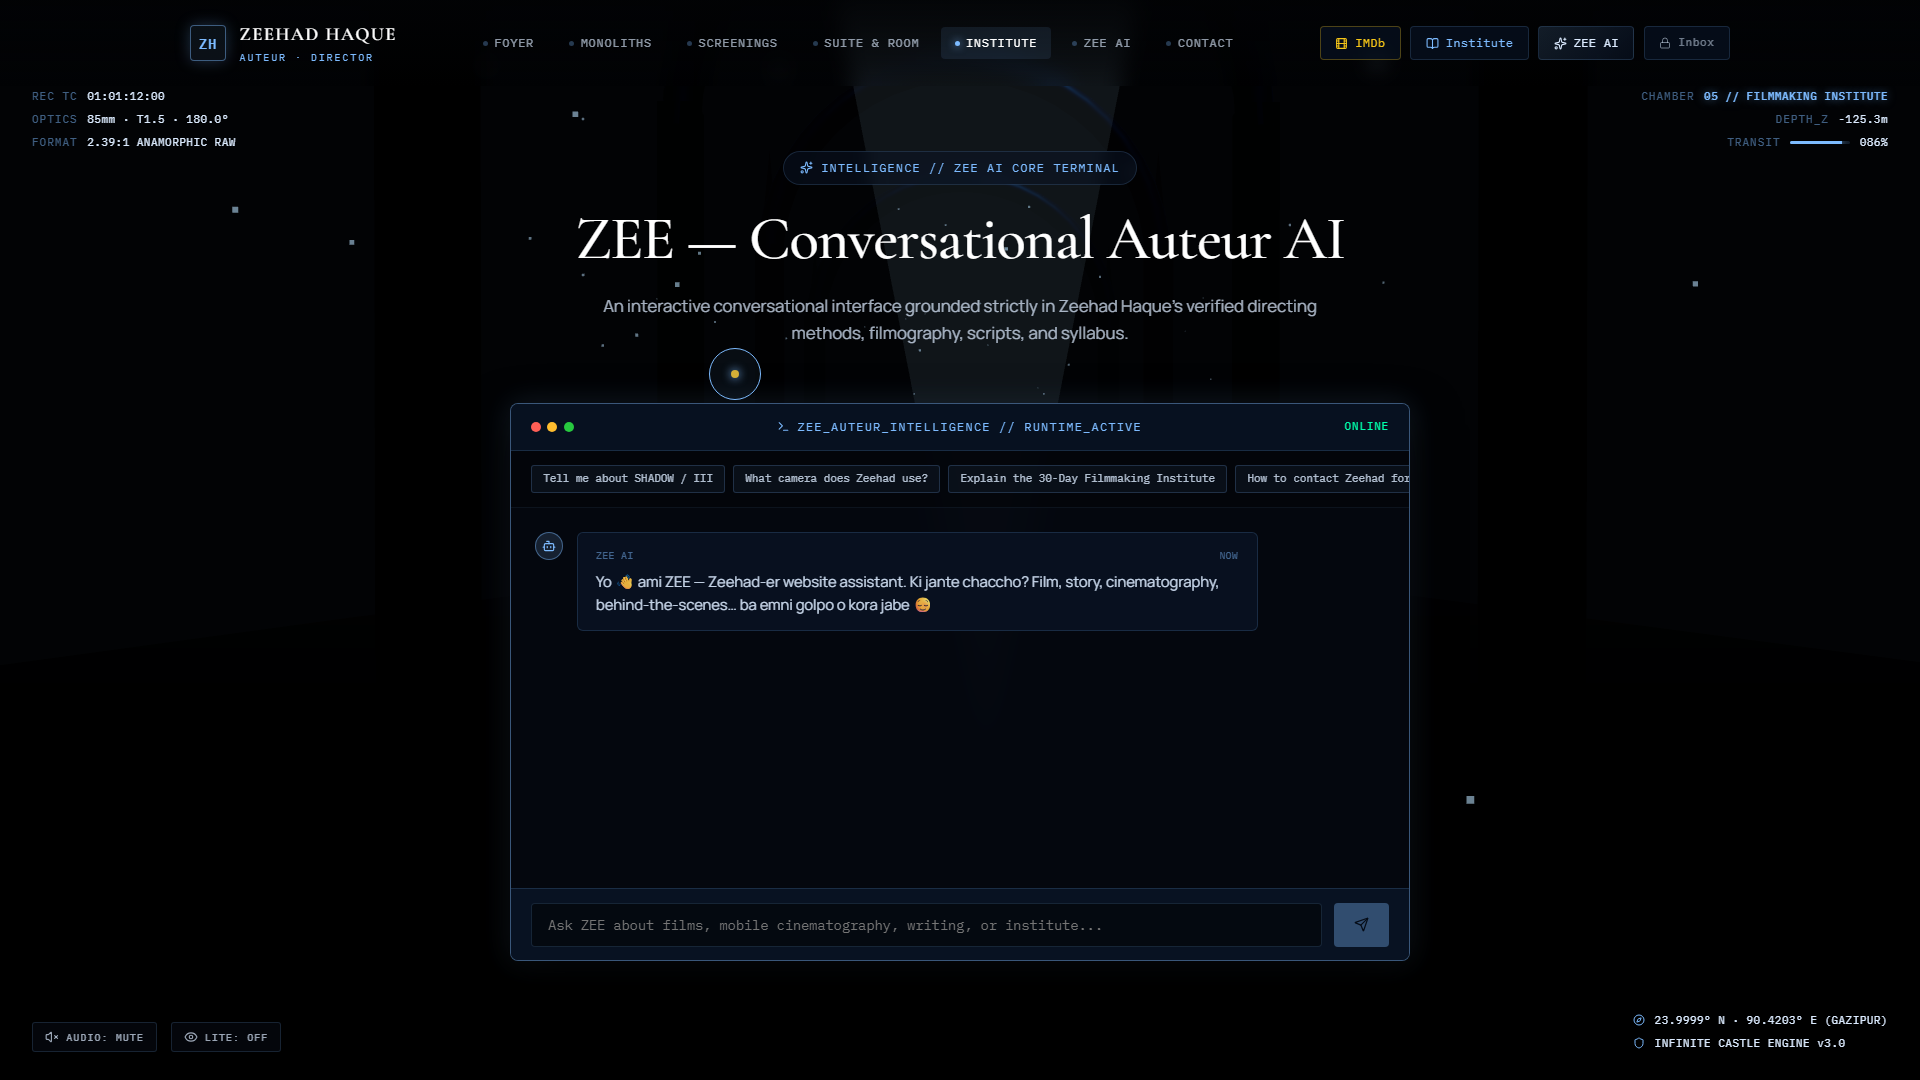 ZH
ZEEHAD HAQUE
AUTEUR · DIRECTOR
FOYER
MONOLITHS
SCREENINGS
SUITE & ROOM
INSTITUTE
ZEE AI
CONTACT
IMDb
Institute
ZEE AI
Inbox
REC TC 01:01:12:00
OPTICS 85mm · T1.5 · 180.0°
FORMAT 2.39:1 ANAMORPHIC RAW
CHAMBER 05 // FILMMAKING INSTITUTE
DEPTH_Z -125.3m
TRANSIT 086%
INTELLIGENCE // ZEE AI CORE TERMINAL
ZEE — Conversational Auteur AI
An interactive conversational interface grounded strictly in Zeehad Haque's verified directing
methods, filmography, scripts, and syllabus.
ZEE_AUTEUR_INTELLIGENCE // RUNTIME_ACTIVE
ONLINE
Tell me about SHADOW / III
What camera does Zeehad use?
Explain the 30-Day Filmmaking Institute
How to contact Zeehad for
ZEE AI
NOW
Yo 👋 ami ZEE — Zeehad-er website assistant. Ki jante chaccho? Film, story, cinematography,
behind-the-scenes… ba emni golpo o kora jabe 😄
Ask ZEE about films, mobile cinematography, writing, or institute...
AUDIO: MUTE
LITE: OFF
23.9999° N · 90.4203° E (GAZIPUR)
INFINITE CASTLE ENGINE v3.0